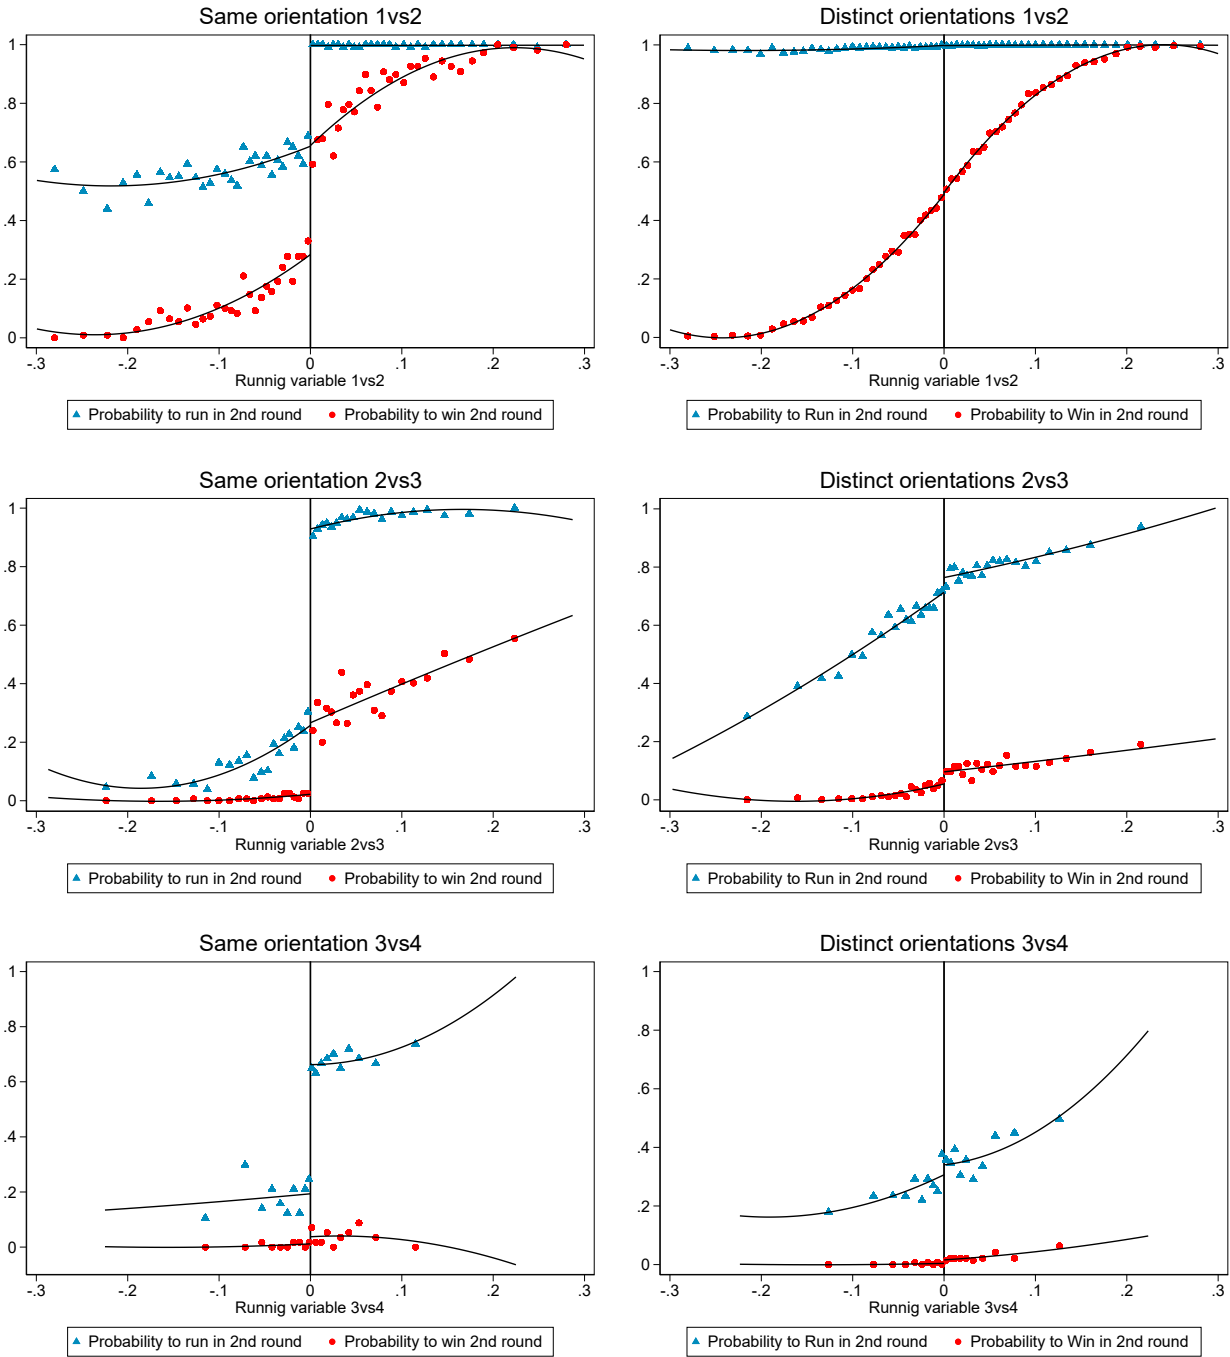 Same orientation 1vs2
1
.8
.6
.4
.2
0
-.3 -.2 -.1 0 .1 .2 .3
Runnig variable 1vs2
Probability to run in 2nd round Probability to win 2nd round
Distinct orientations 1vs2
1
.8
.6
.4
.2
0
-.3 -.2 -.1 0 .1 .2 .3
Runnig variable 1vs2
Probability to Run in 2nd round Probability to Win in 2nd round
Same orientation 2vs3
1
.8
.6
.4
.2
0
-.3 -.2 -.1 0 .1 .2 .3
Runnig variable 2vs3
Probability to run in 2nd round Probability to win 2nd round
Distinct orientations 2vs3
1
.8
.6
.4
.2
0
-.3 -.2 -.1 0 .1 .2 .3
Runnig variable 2vs3
Probability to Run in 2nd round Probability to Win in 2nd round
Same orientation 3vs4
1
.8
.6
.4
.2
0
-.3 -.2 -.1 0 .1 .2 .3
Runnig variable 3vs4
Probability to run in 2nd round Probability to win 2nd round
Distinct orientations 3vs4
1
.8
.6
.4
.2
0
-.3 -.2 -.1 0 .1 .2 .3
Runnig variable 3vs4
Probability to Run in 2nd round Probability to Win in 2nd round